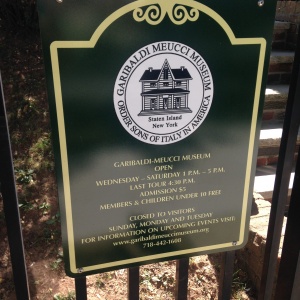 GARIBALDI MEUCCI MUSEUM
Staten Island
New York
ORDER SONS OF ITALY IN AMERICA
GARIBALDI-MEUCCI MUSEUM
OPEN
WEDNESDAY - SATURDAY 1 P.M. - 5 P.M.
LAST TOUR 4:30 P.M.
ADMISSION $5
MEMBERS & CHILDREN UNDER 10 FREE
CLOSED TO VISITORS
SUNDAY, MONDAY AND TUESDAY
FOR INFORMATION ON UPCOMING EVENTS VISIT:
www.garibaldimeuccimuseum.org
718-442-1608